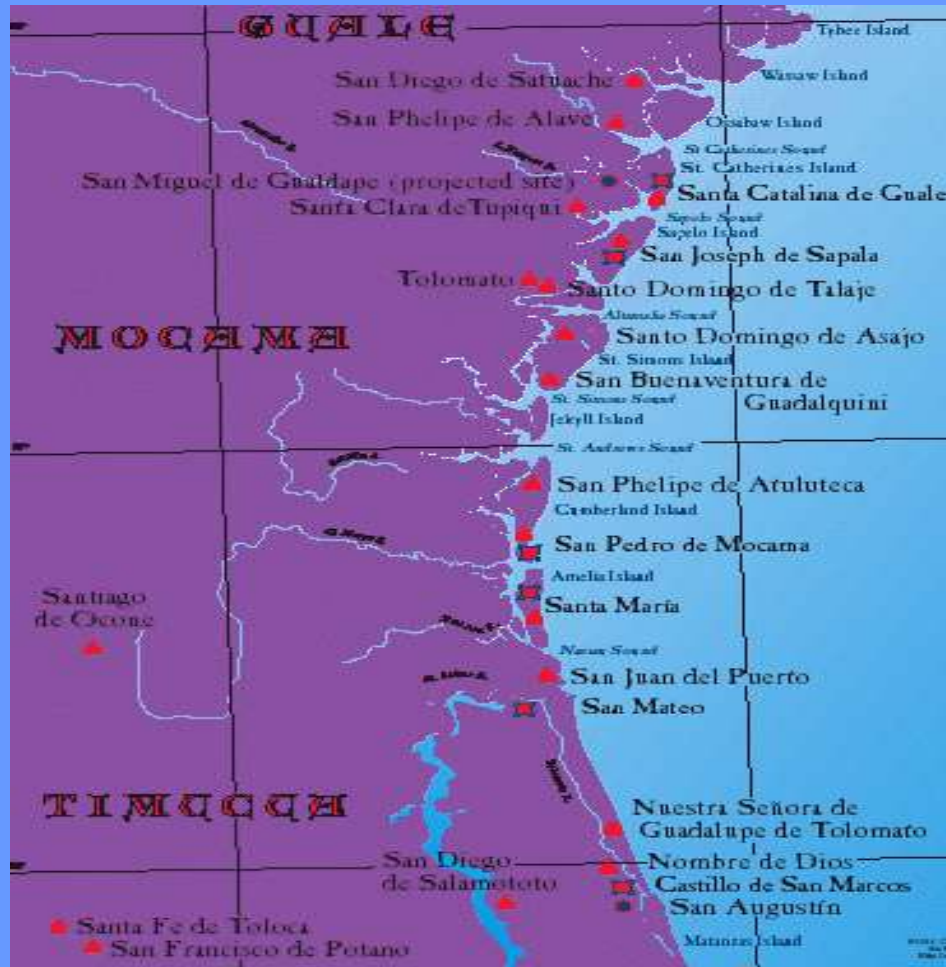 GUALE
Tybee Island
San Diego de Satuache
Wassaw Island
San Phelipe de Alave
Ossabaw Island
St Catherines Sound
St. Catherines Island
San Miguel de Gualdape (projected site)
Santa Catalina de Guale
Santa Clara de Tupiqui
Sapelo Sound
Sapelo Island
San Joseph de Sapala
Tolomato
Santo Domingo de Talaje
Altamaha Sound
MOCAMA
Santo Domingo de Asajo
St. Simons Island
San Buenaventura de
Guadalquini
St. Simons Sound
Jekyll Island
St. Andrews Sound
San Phelipe de Atuluteca
Cumberland Island
San Pedro de Mocama
Amelia Island
Santiago
de Ocone
Santa María
Nassau Sound
San Juan del Puerto
San Mateo
TIMUCUA
Nuestra Señora de
Guadalupe de Tolomato
San Diego
de Salamototo
Nombre de Dios
Castillo de San Marcos
San Augustín
Santa Fe de Toloca
San Francisco de Potano
Matanzas Island